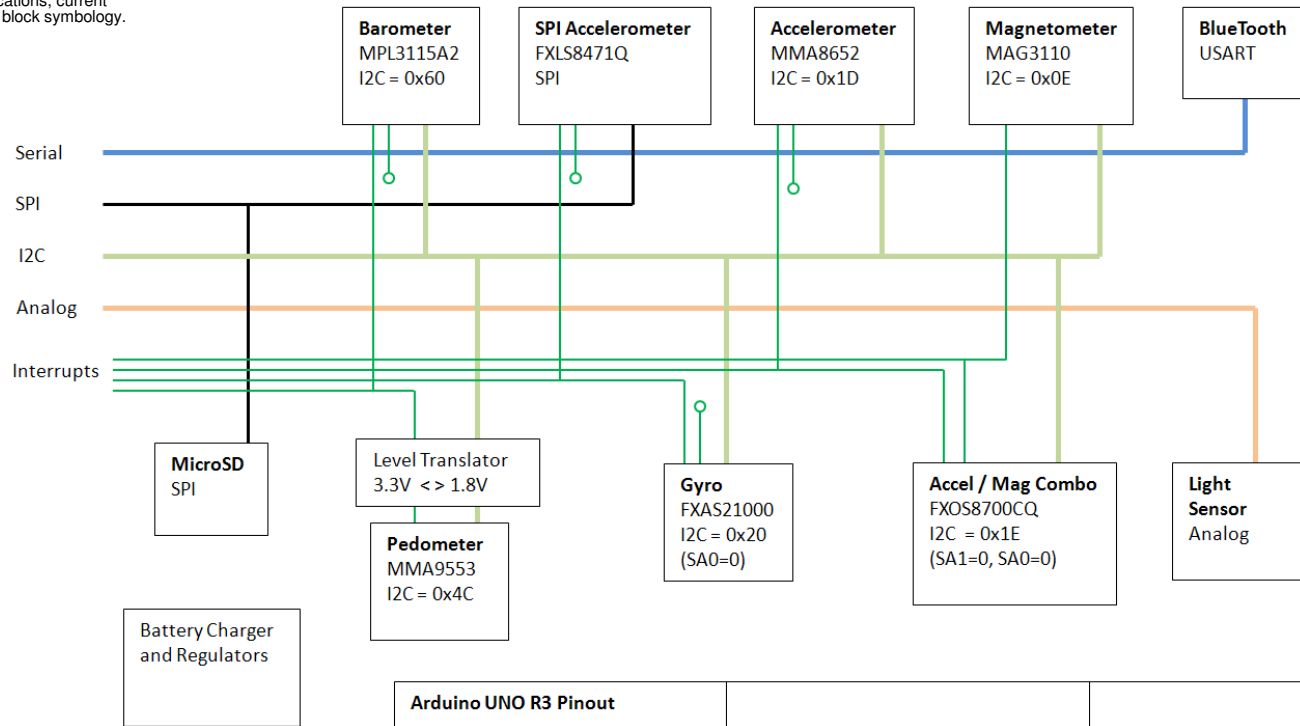 cations, current
block symbology.
Barometer
MPL3115A2
I2C = 0x60
SPI Accelerometer
FXLS8471Q
SPI
Accelerometer
MMA8652
I2C = 0x1D
Magnetometer
MAG3110
I2C = 0x0E
BlueTooth
USART
Serial
SPI
I2C
Analog
Interrupts
MicroSD
SPI
Level Translator
3.3V < > 1.8V
Pedometer
MMA9553
I2C = 0x4C
Gyro
FXAS21000
I2C = 0x20
(SA0=0)
Accel / Mag Combo
FXOS8700CQ
I2C = 0x1E
(SA1=0, SA0=0)
Light
Sensor
Analog
Battery Charger
and Regulators
Arduino UNO R3 Pinout